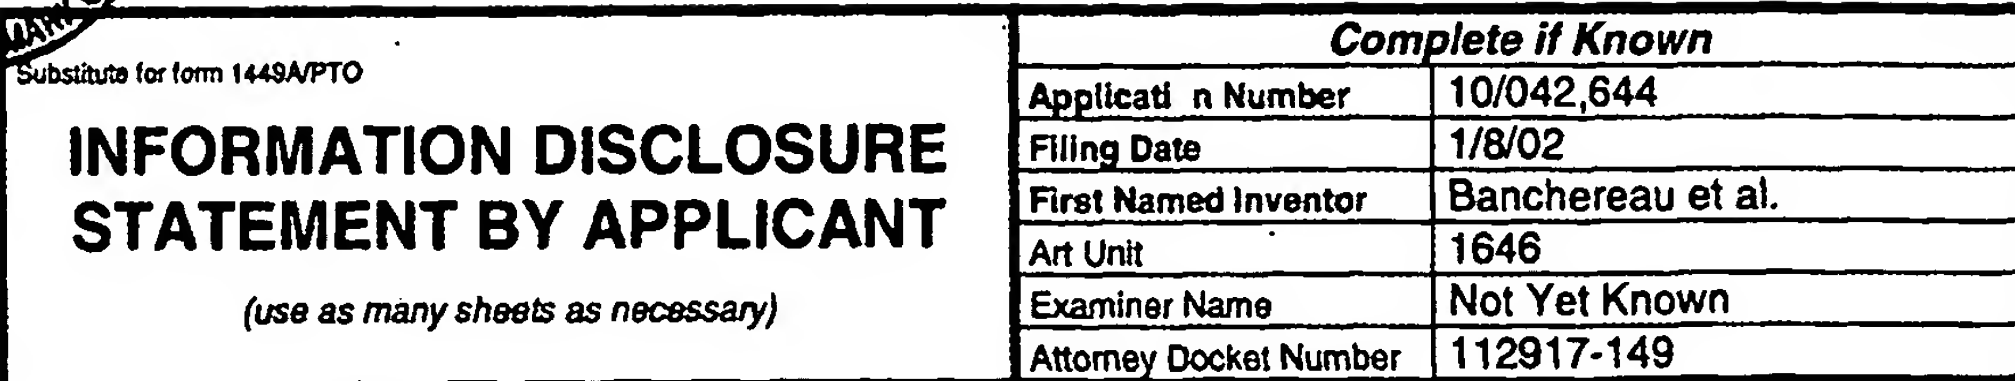 Substitute for form 1449A/PTO
INFORMATION DISCLOSURE
STATEMENT BY APPLICANT
(use as many sheets as necessary)
Complete if Known
Applicati n Number 10/042,644
Filing Date 1/8/02
First Named Inventor Banchereau et al.
Art Unit 1646
Examiner Name Not Yet Known
Attorney Docket Number 112917-149